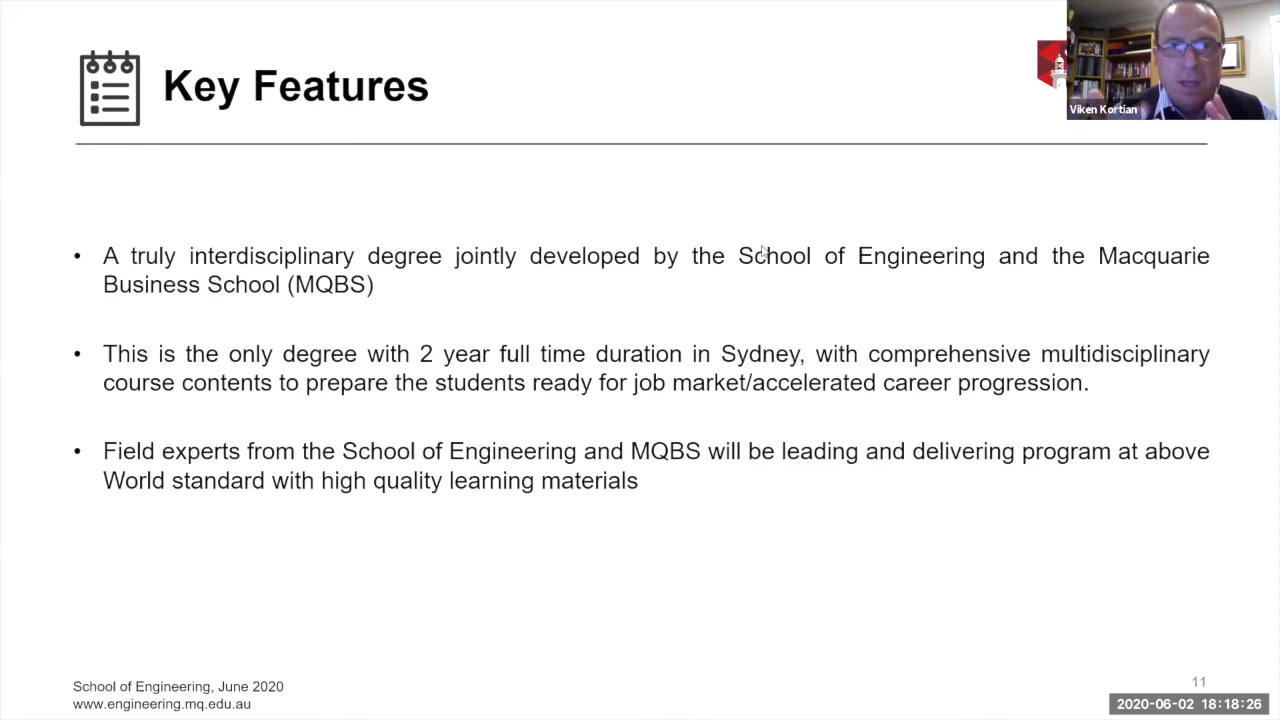 Key Features
Viken Kortian
• A truly interdisciplinary degree jointly developed by the School of Engineering and the Macquarie
Business School (MQBS)
• This is the only degree with 2 year full time duration in Sydney, with comprehensive multidisciplinary
course contents to prepare the students ready for job market/accelerated career progression.
• Field experts from the School of Engineering and MQBS will be leading and delivering program at above
World standard with high quality learning materials
School of Engineering, June 2020
www.engineering.mq.edu.au
11
2020-06-02 18:18:26